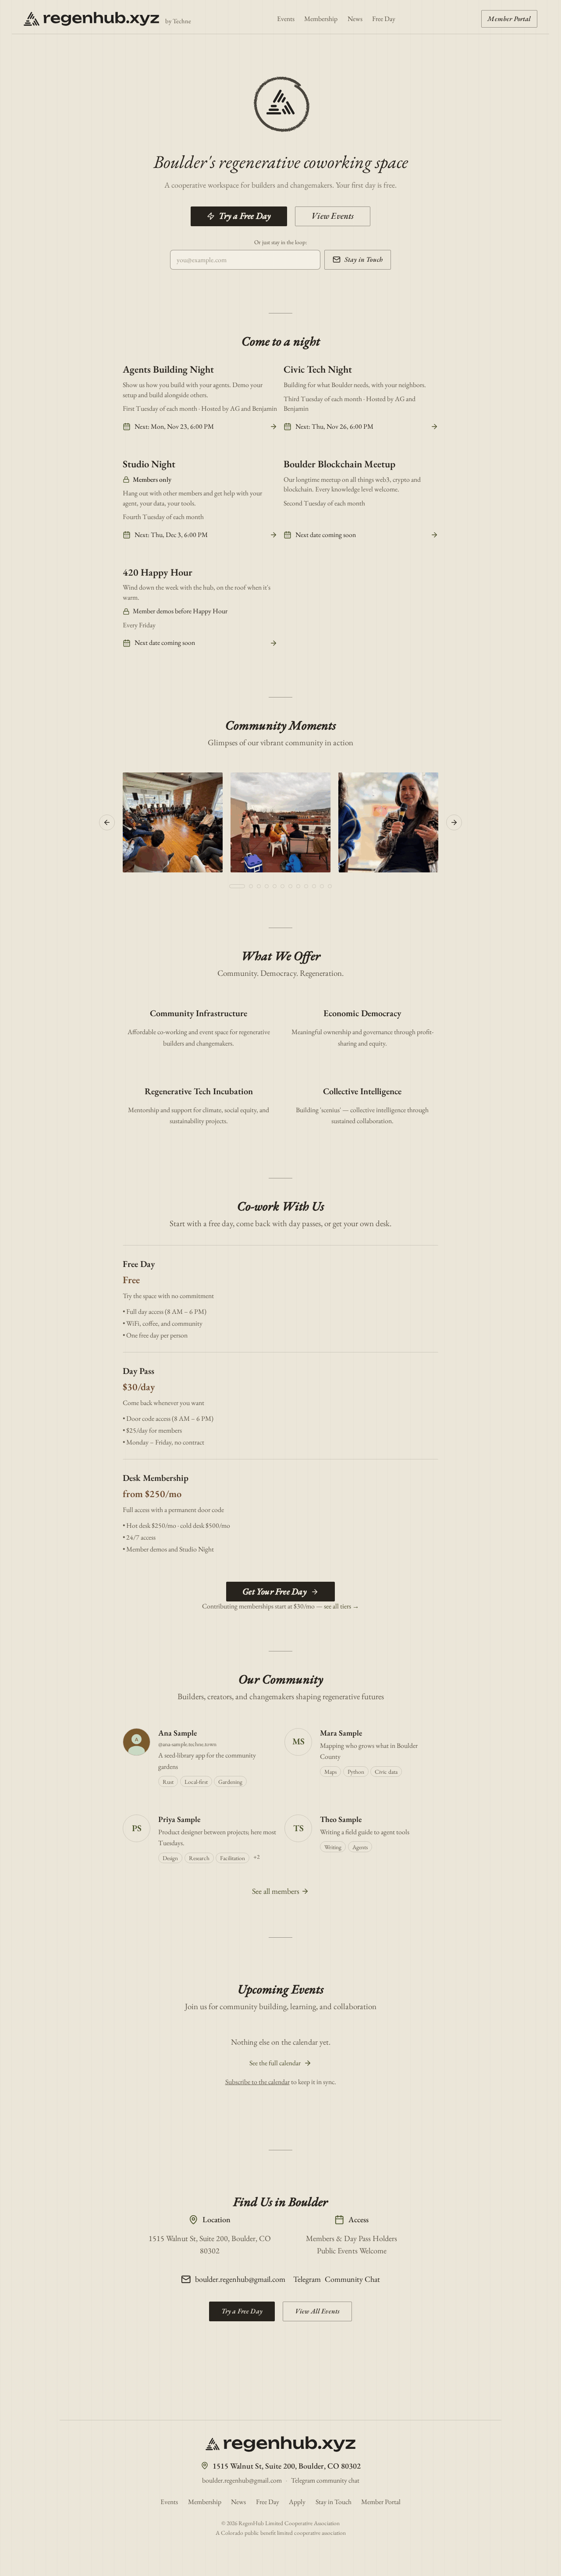 regenhub.xyz by Techne
Events Membership News Free Day
Member Portal
Boulder's regenerative coworking space
A cooperative workspace for builders and changemakers. Your first day is free.
Try a Free Day
View Events
Or just stay in the loop:
you@example.com
Stay in Touch
Come to a night
Agents Building Night
Show us how you build with your agents. Demo your
setup and build alongside others.
First Tuesday of each month · Hosted by AG and Benjamin
Next: Mon, Nov 23, 6:00 PM
Civic Tech Night
Building for what Boulder needs, with your neighbors.
Third Tuesday of each month · Hosted by AG and
Benjamin
Next: Thu, Nov 26, 6:00 PM
Studio Night
Members only
Hang out with other members and get help with your
agent, your data, your tools.
Fourth Tuesday of each month
Next: Thu, Dec 3, 6:00 PM
Boulder Blockchain Meetup
Our longtime meetup on all things web3, crypto and
blockchain. Every knowledge level welcome.
Second Tuesday of each month
Next date coming soon
420 Happy Hour
Wind down the week with the hub, on the roof when it's
warm.
Member demos before Happy Hour
Every Friday
Next date coming soon
Community Moments
Glimpses of our vibrant community in action
What We Offer
Community. Democracy. Regeneration.
Community Infrastructure
Affordable co-working and event space for regenerative
builders and changemakers.
Economic Democracy
Meaningful ownership and governance through profit-
sharing and equity.
Regenerative Tech Incubation
Mentorship and support for climate, social equity, and
sustainability projects.
Collective Intelligence
Building 'scenius' — collective intelligence through
sustained collaboration.
Co-work With Us
Start with a free day, come back with day passes, or get your own desk.
Free Day
Free
Try the space with no commitment
• Full day access (8 AM – 6 PM)
• WiFi, coffee, and community
• One free day per person
Day Pass
$30/day
Come back whenever you want
• Door code access (8 AM – 6 PM)
• $25/day for members
• Monday – Friday, no contract
Desk Membership
from $250/mo
Full access with a permanent door code
• Hot desk $250/mo · cold desk $500/mo
• 24/7 access
• Member demos and Studio Night
Get Your Free Day →
Contributing memberships start at $30/mo — see all tiers →
Our Community
Builders, creators, and changemakers shaping regenerative futures
A
Ana Sample
@ana-sample.techne.town
A seed-library app for the community
gardens
Rust Local-first Gardening
MS
Mara Sample
Mapping who grows what in Boulder
County
Maps Python Civic data
PS
Priya Sample
Product designer between projects; here most
Tuesdays.
Design Research Facilitation +2
TS
Theo Sample
Writing a field guide to agent tools
Writing Agents
See all members →
Upcoming Events
Join us for community building, learning, and collaboration
Nothing else on the calendar yet.
See the full calendar →
Subscribe to the calendar to keep it in sync.
Find Us in Boulder
Location
1515 Walnut St, Suite 200, Boulder, CO
80302
Access
Members & Day Pass Holders
Public Events Welcome
boulder.regenhub@gmail.com Telegram Community Chat
Try a Free Day
View All Events
regenhub.xyz
1515 Walnut St, Suite 200, Boulder, CO 80302
boulder.regenhub@gmail.com Telegram community chat
Events Membership News Free Day Apply Stay in Touch Member Portal
© 2026 RegenHub Limited Cooperative Association
A Colorado public benefit limited cooperative association